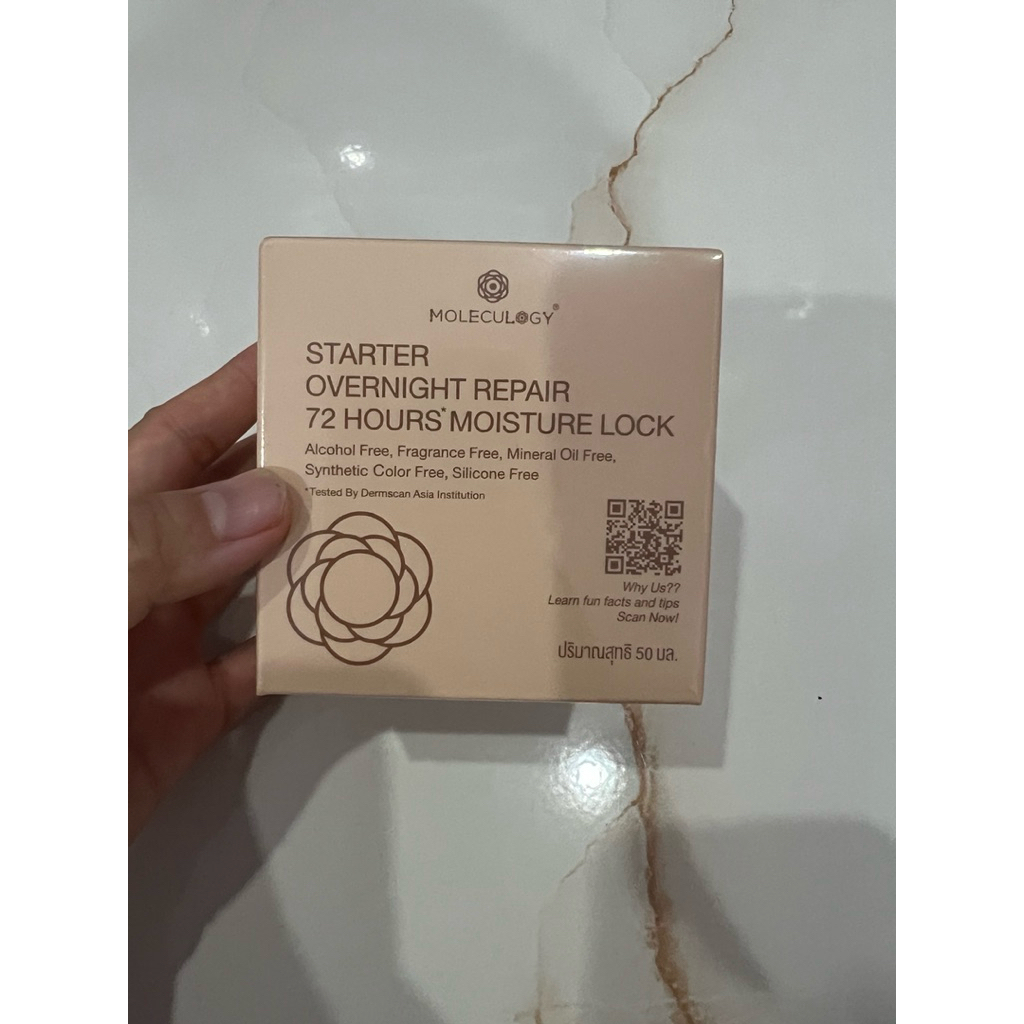 MOLECULOGY®
STARTER
OVERNIGHT REPAIR
72 HOURS* MOISTURE LOCK
Alcohol Free, Fragrance Free, Mineral Oil Free,
Synthetic Color Free, Silicone Free
*Tested By Dermscan Asia Institution
Why Us??
Learn fun facts and tips
Scan Now!
ปริมาณสุทธิ 50 มล.